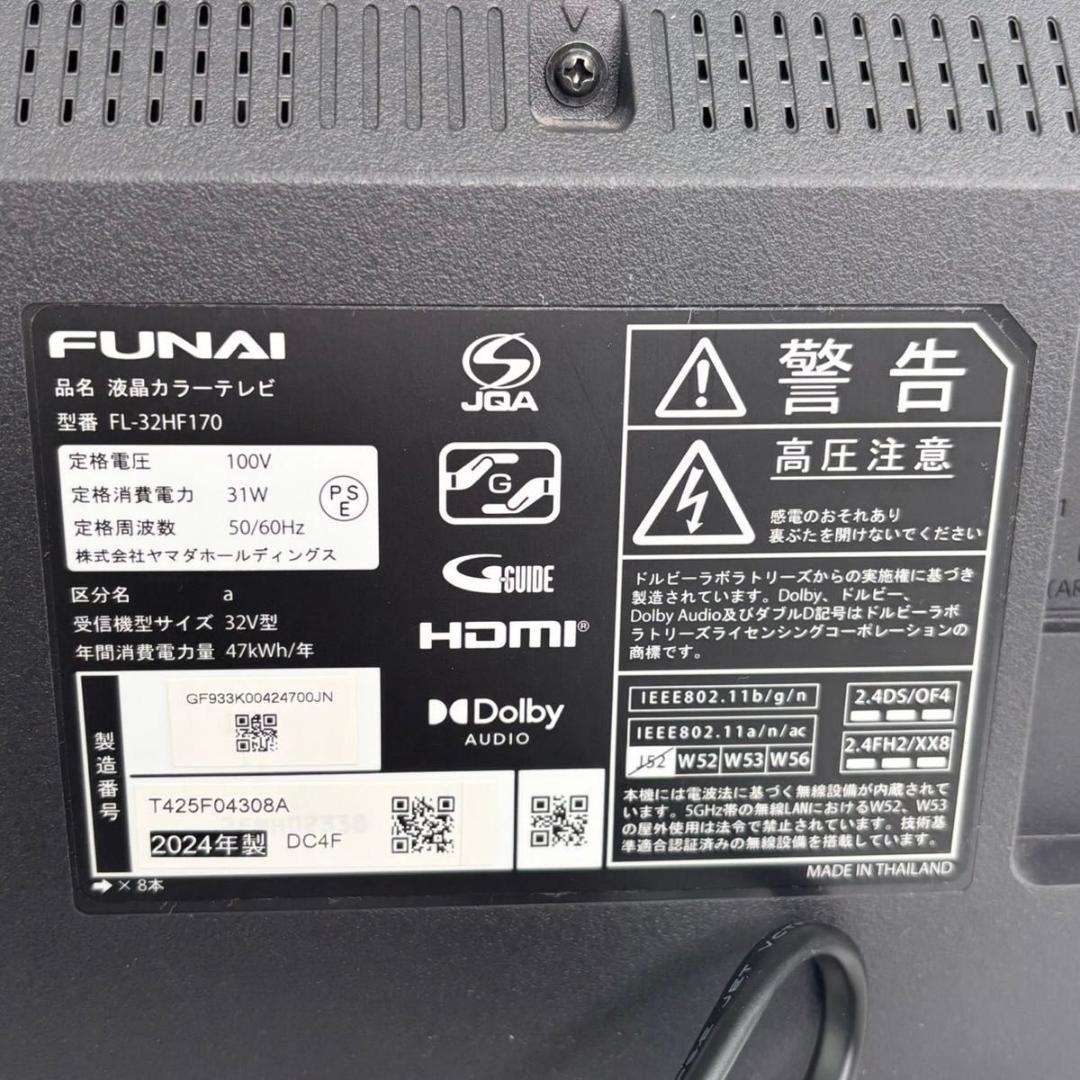 FUNAI
品名 液晶カラーテレビ
型番 FL-32HF170
定格電圧 100V
定格消費電力 31W
定格周波数 50/60Hz
PSE
株式会社ヤマダホールディングス
区分名 a
受信機型サイズ 32V型
年間消費電力量 47kWh/年
製造番号
GF933K00424700JN
T425F04308A
2024年製 DC4F
➡ × 8本
JQA
G
G-GUIDE
HDMI®
Dolby
AUDIO
警告
高圧注意
感電のおそれあり
裏ぶたを開けないでください
ドルビーラボラトリーズからの実施権に基づき
製造されています。Dolby、ドルビー、
Dolby Audio及びダブルD記号はドルビーラボ
ラトリーズライセンシングコーポレーションの
商標です。
IEEE802.11b/g/n
IEEE802.11a/n/ac
J52 W52 W53 W56
2.4DS/OF4
2.4FH2/XX8
本機には電波法に基づく無線設備が内蔵されて
います。5GHz帯の無線LANにおけるW52、W53
の屋外使用は法令で禁止されています。技術基
準適合認証済みの無線設備を搭載しています。
MADE IN THAILAND